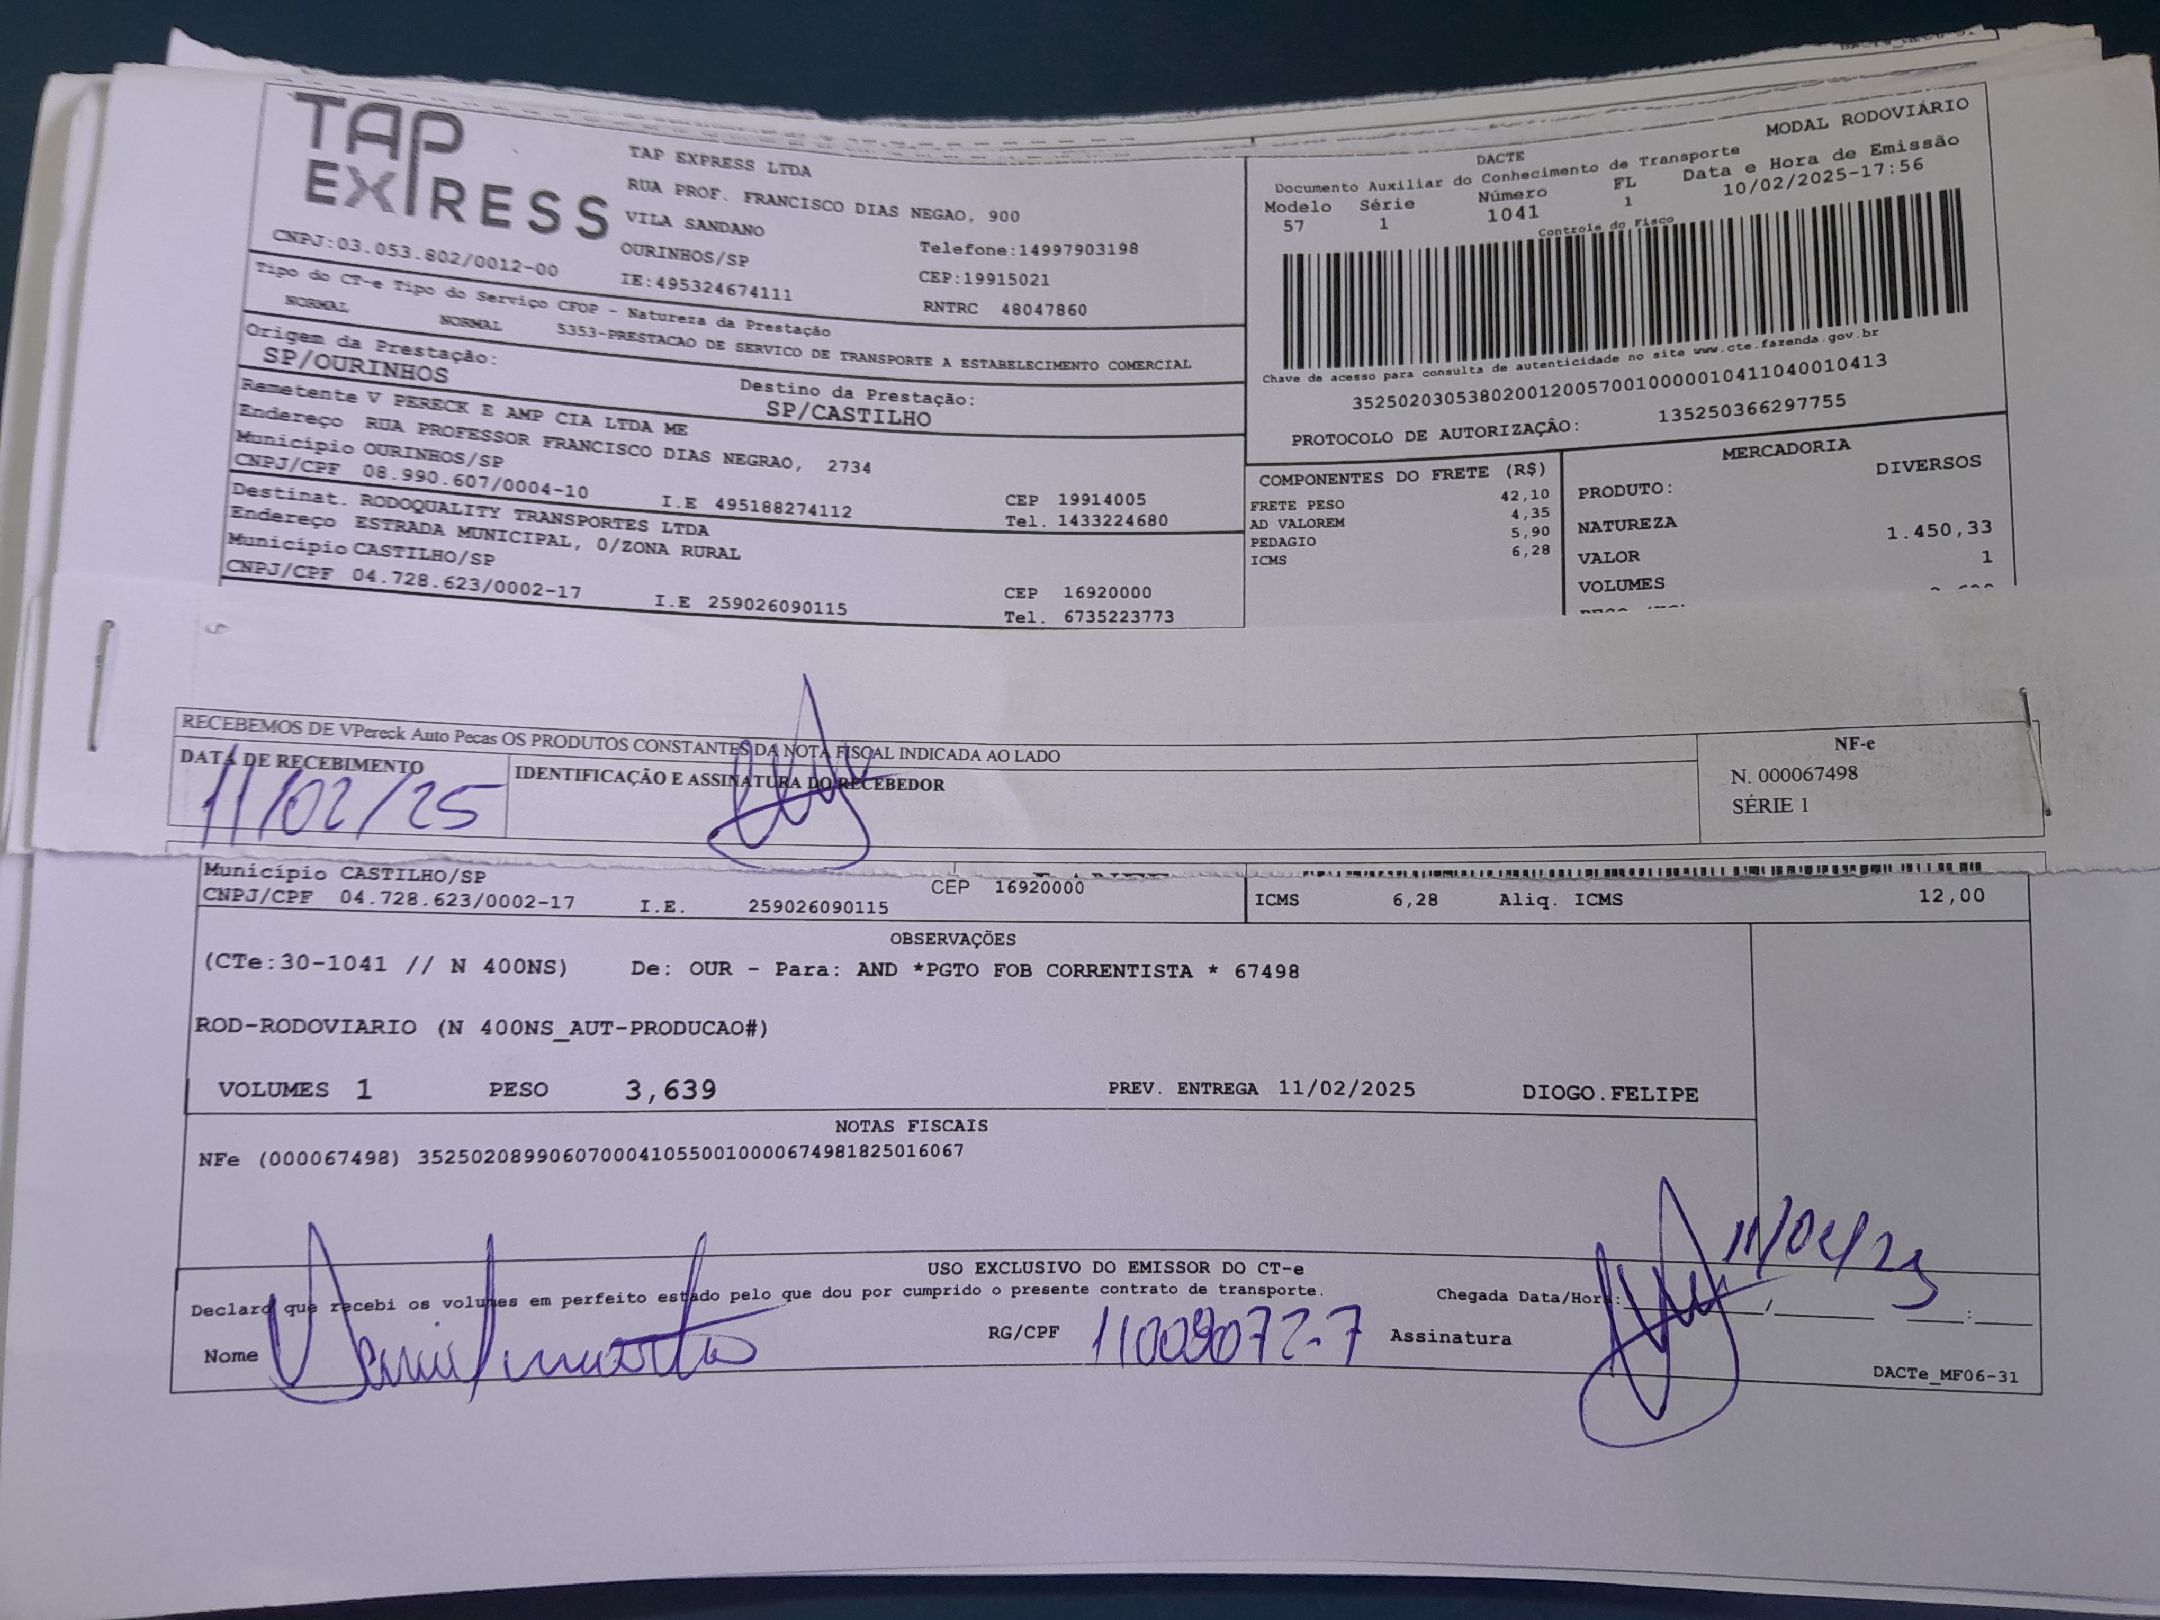 TAP
EXPRESS
TAP EXPRESS LTDA
RUA PROF. FRANCISCO DIAS NEGAO, 900
VILA SANDANO
OURINHOS/SP
Telefone:14997903198
CNPJ:03.053.802/0012-00
IE:495324674111
CEP:19915021
RNTRC 48047860
Tipo do CT-e Tipo do Serviço CFOP - Natureza da Prestação
NORMAL NORMAL 5353-PRESTACAO DE SERVICO DE TRANSPORTE A ESTABELECIMENTO COMERCIAL
Origem da Prestação:
SP/OURINHOS
Destino da Prestação:
SP/CASTILHO
Remetente V PERECK E AMP CIA LTDA ME
Endereço RUA PROFESSOR FRANCISCO DIAS NEGRAO, 2734
Município OURINHOS/SP
CEP 19914005
CNPJ/CPF 08.990.607/0004-10 I.E 495188274112 Tel. 1433224680
Destinat. RODOQUALITY TRANSPORTES LTDA
Endereço ESTRADA MUNICIPAL, 0/ZONA RURAL
Município CASTILHO/SP
CEP 16920000
CNPJ/CPF 04.728.623/0002-17 I.E 259026090115 Tel. 6735223773
MODAL RODOVIÁRIO
DACTE
Documento Auxiliar do Conhecimento de Transporte
Modelo Série Número FL Data e Hora de Emissão
57 1 1041 1 10/02/2025-17:56
Controle do Fisco
Chave de acesso para consulta de autenticidade no site www.cte.fazenda.gov.br
35250203053802001200570010000010411040010413
PROTOCOLO DE AUTORIZAÇÃO: 135250366297755
COMPONENTES DO FRETE (R$)
FRETE PESO 42,10
AD VALOREM 4,35
PEDAGIO 5,90
ICMS 6,28
MERCADORIA
PRODUTO: DIVERSOS
NATUREZA
VALOR 1.450,33
VOLUMES 1
RECEBEMOS DE VPereck Auto Pecas OS PRODUTOS CONSTANTES DA NOTA FISCAL INDICADA AO LADO
DATA DE RECEBIMENTO
11/02/25
IDENTIFICAÇÃO E ASSINATURA DO RECEBEDOR
NF-e
N. 000067498
SÉRIE 1
Município CASTILHO/SP CEP 16920000
CNPJ/CPF 04.728.623/0002-17 I.E. 259026090115
ICMS 6,28 Aliq. ICMS 12,00
OBSERVAÇÕES
(CTe:30-1041 // N 400NS) De: OUR - Para: AND *PGTO FOB CORRENTISTA * 67498
ROD-RODOVIARIO (N 400NS_AUT-PRODUCAO#)
VOLUMES 1 PESO 3,639 PREV. ENTREGA 11/02/2025 DIOGO.FELIPE
NOTAS FISCAIS
NFe (000067498) 35250208990607000410550010000674981825016067
USO EXCLUSIVO DO EMISSOR DO CT-e
Declaro que recebi os volumes em perfeito estado pelo que dou por cumprido o presente contrato de transporte.
Chegada Data/Hora: / :
Nome
RG/CPF 11009072-7
Assinatura
DACTe_MF06-31